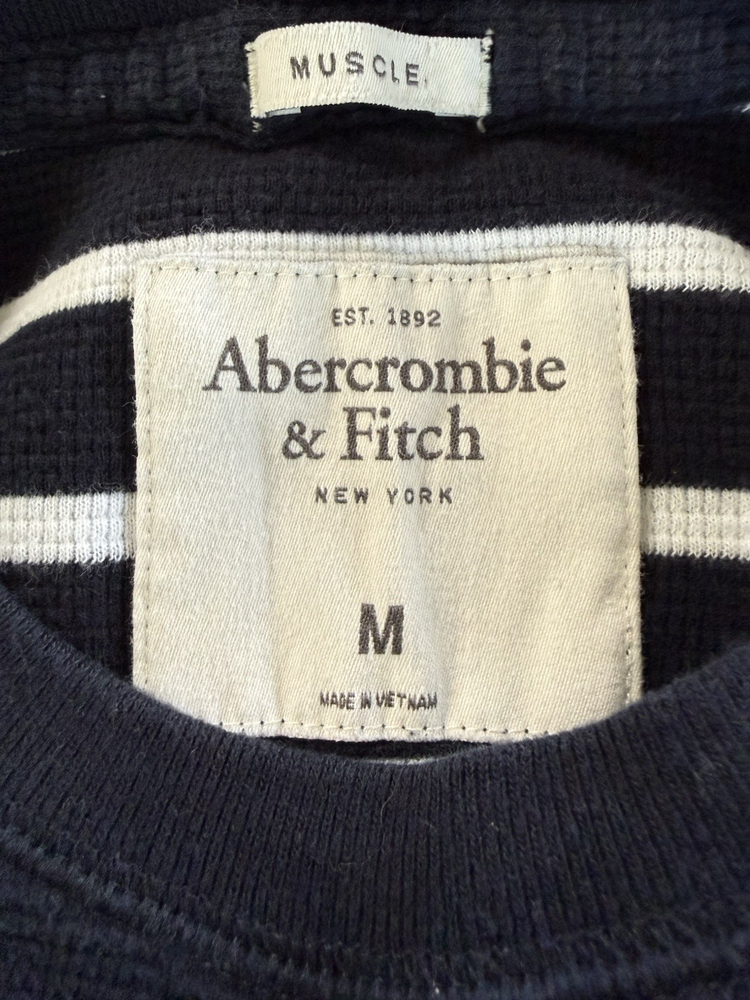 MUSCLE
EST. 1892
Abercrombie
& Fitch
NEW YORK
M
MADE IN VIETNAM